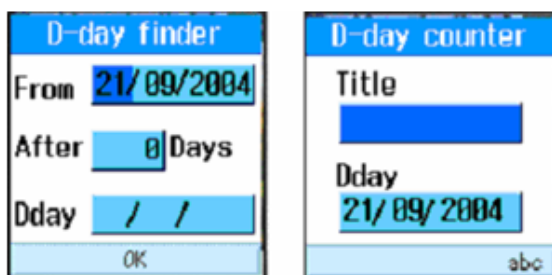 D-day finder
From 21/09/2004
After 0 Days
Dday / /
OK
D-day counter
Title
Dday
21/09/2004
abc